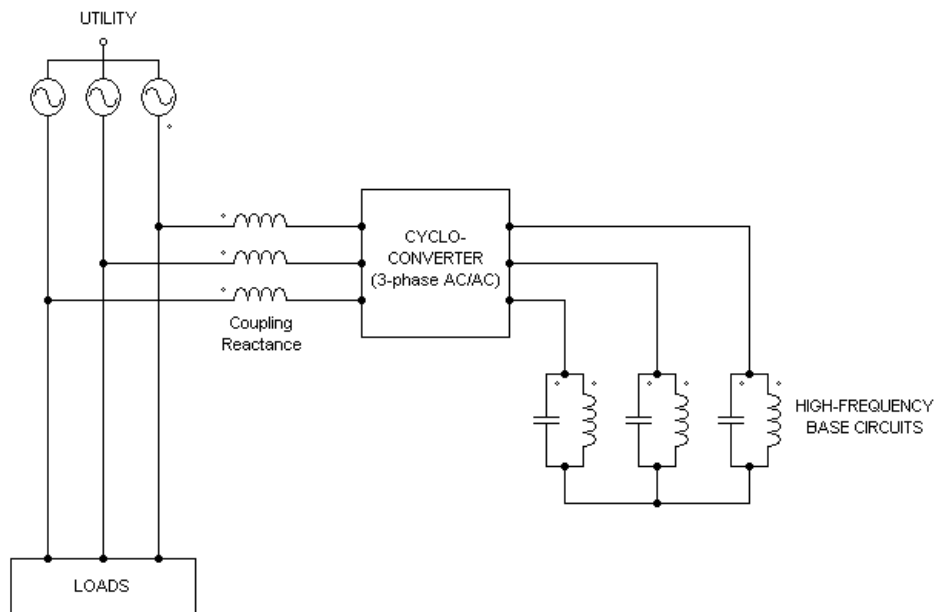 UTILITY
CYCLO-
CONVERTER
(3-phase AC/AC)
Coupling
Reactance
HIGH-FREQUENCY
BASE CIRCUITS
LOADS